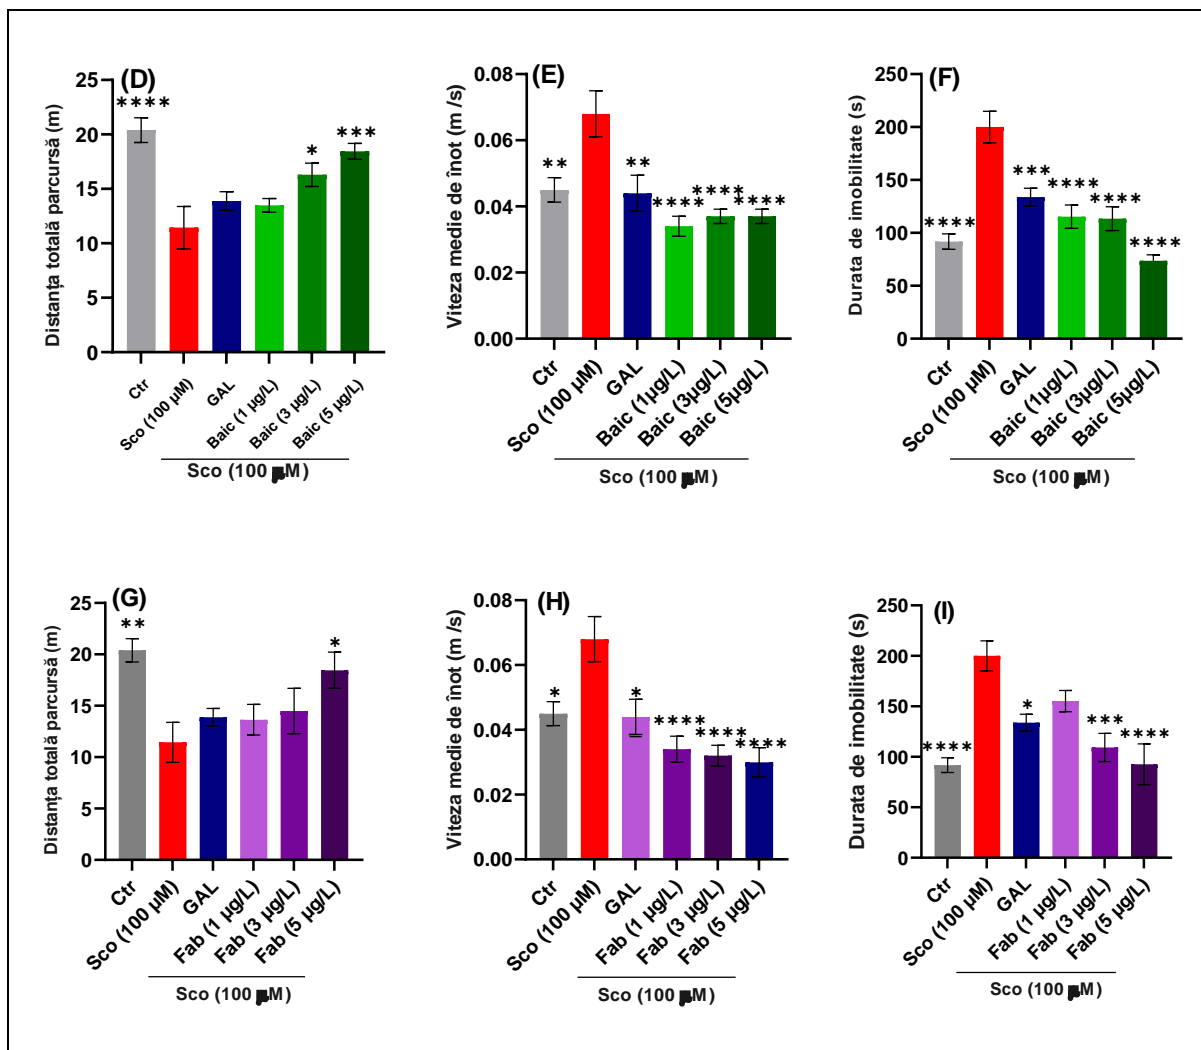 (D)
Distanța totală parcursă (m)
25
20
15
10
5
0
****
*
***
Ctr
Sco (100 µM)
GAL
Baic (1 µg/L)
Baic (3 µg/L)
Baic (5 µg/L)
Sco (100 µM)
(E)
Viteza medie de înot (m /s)
0.08
0.06
0.04
0.02
0.00
**
**
****
****
****
Ctr
Sco (100 µM)
GAL
Baic (1µg/L)
Baic (3µg/L)
Baic (5µg/L)
Sco (100 µM)
(F)
Durata de imobilitate (s)
250
200
150
100
50
0
****
***
****
****
****
Ctr
Sco (100 µM)
GAL
Baic (1µg/L)
Baic (3µg/L)
Baic (5µg/L)
Sco (100 µM)
(G)
Distanța totală parcursă (m)
25
20
15
10
5
0
**
*
Ctr
Sco (100 µM)
GAL
Fab (1 µg/L)
Fab (3 µg/L)
Fab (5 µg/L)
Sco (100 µM)
(H)
Viteza medie de înot (m /s)
0.08
0.06
0.04
0.02
0.00
*
*
****
****
****
Ctr
Sco (100 µM)
GAL
Fab (1 µg/L)
Fab (3 µg/L)
Fab (5 µg/L)
Sco (100 µM)
(I)
Durata de imobilitate (s)
250
200
150
100
50
0
****
*
***
****
Ctr
Sco (100 µM)
GAL
Fab (1 µg/L)
Fab (3 µg/L)
Fab (5 µg/L)
Sco (100 µM)